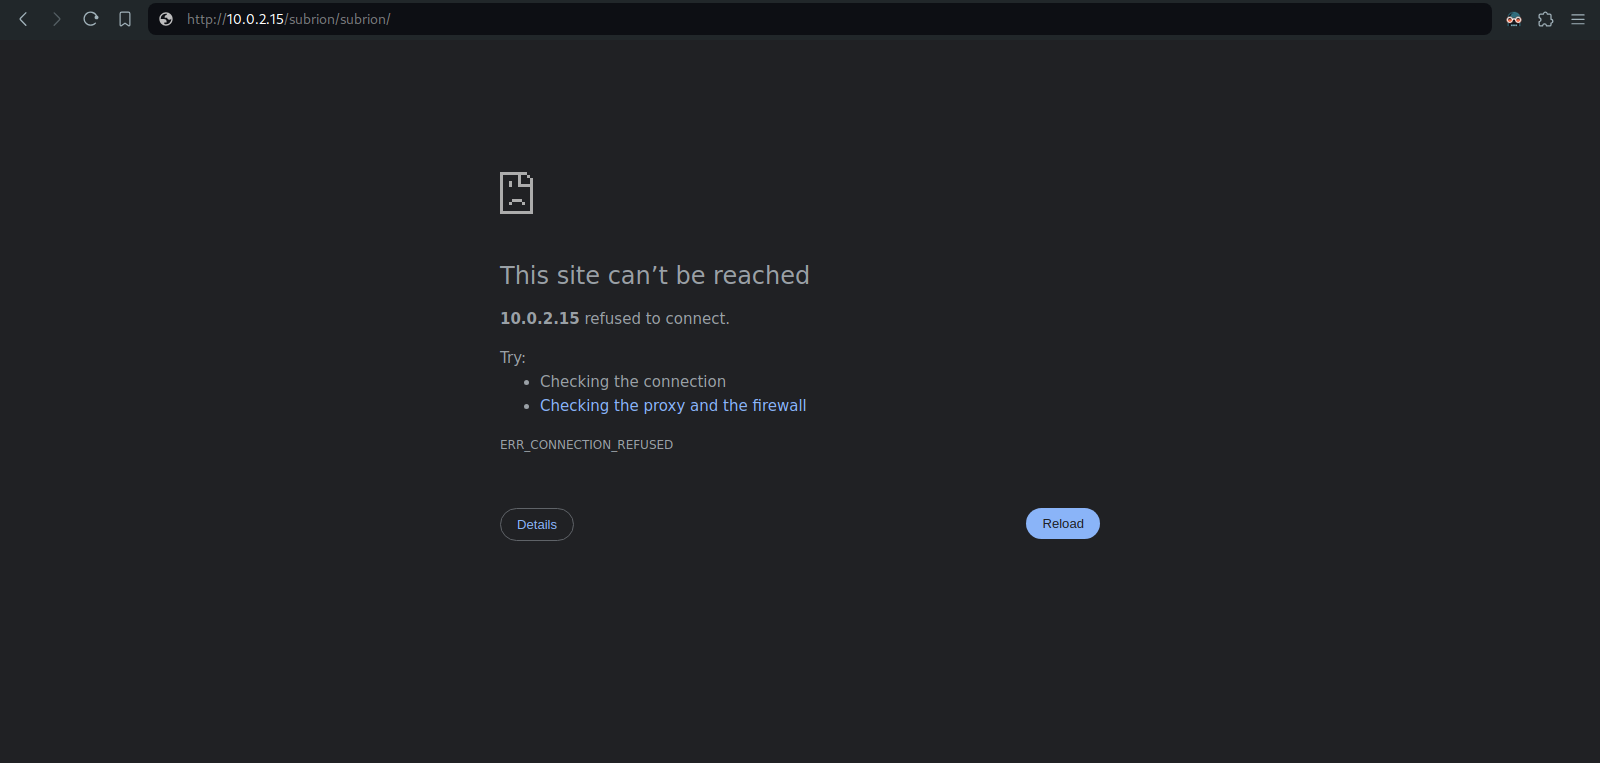 http://10.0.2.15/subrion/subrion/
This site can’t be reached
10.0.2.15 refused to connect.
Try:
• Checking the connection
• Checking the proxy and the firewall
ERR_CONNECTION_REFUSED
Details
Reload